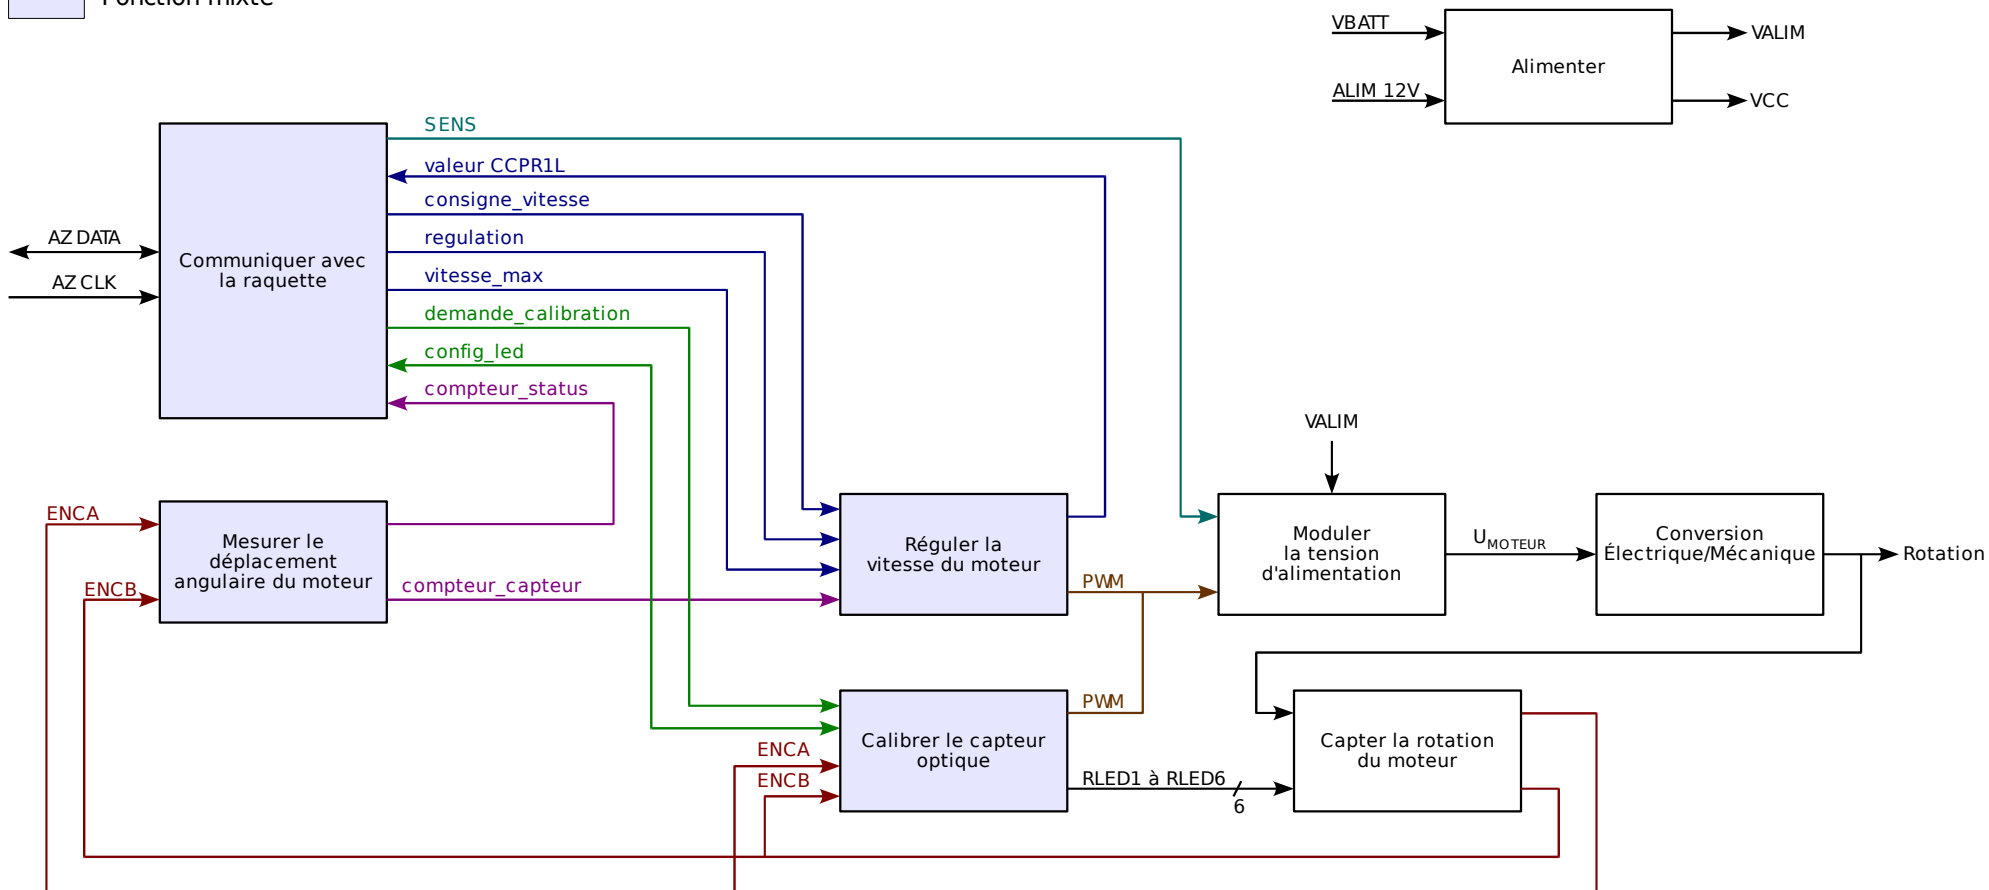 Fonction mixte
VBATT
VALIM
Alimenter
ALIM 12V
VCC
SENS
valeur CCPR1L
consigne_vitesse
AZ DATA
regulation
Communiquer avec
la raquette
AZ CLK
vitesse_max
demande_calibration
config_led
compteur_status
VALIM
ENCA
Mesurer le
déplacement
angulaire du moteur
ENCB
compteur_capteur
Réguler la
vitesse du moteur
PWM
Moduler
la tension
d'alimentation
UMOTEUR
Conversion
Électrique/Mécanique
Rotation
PWM
ENCA
ENCB
Calibrer le capteur
optique
RLED1 à RLED6
6
Capter la rotation
du moteur